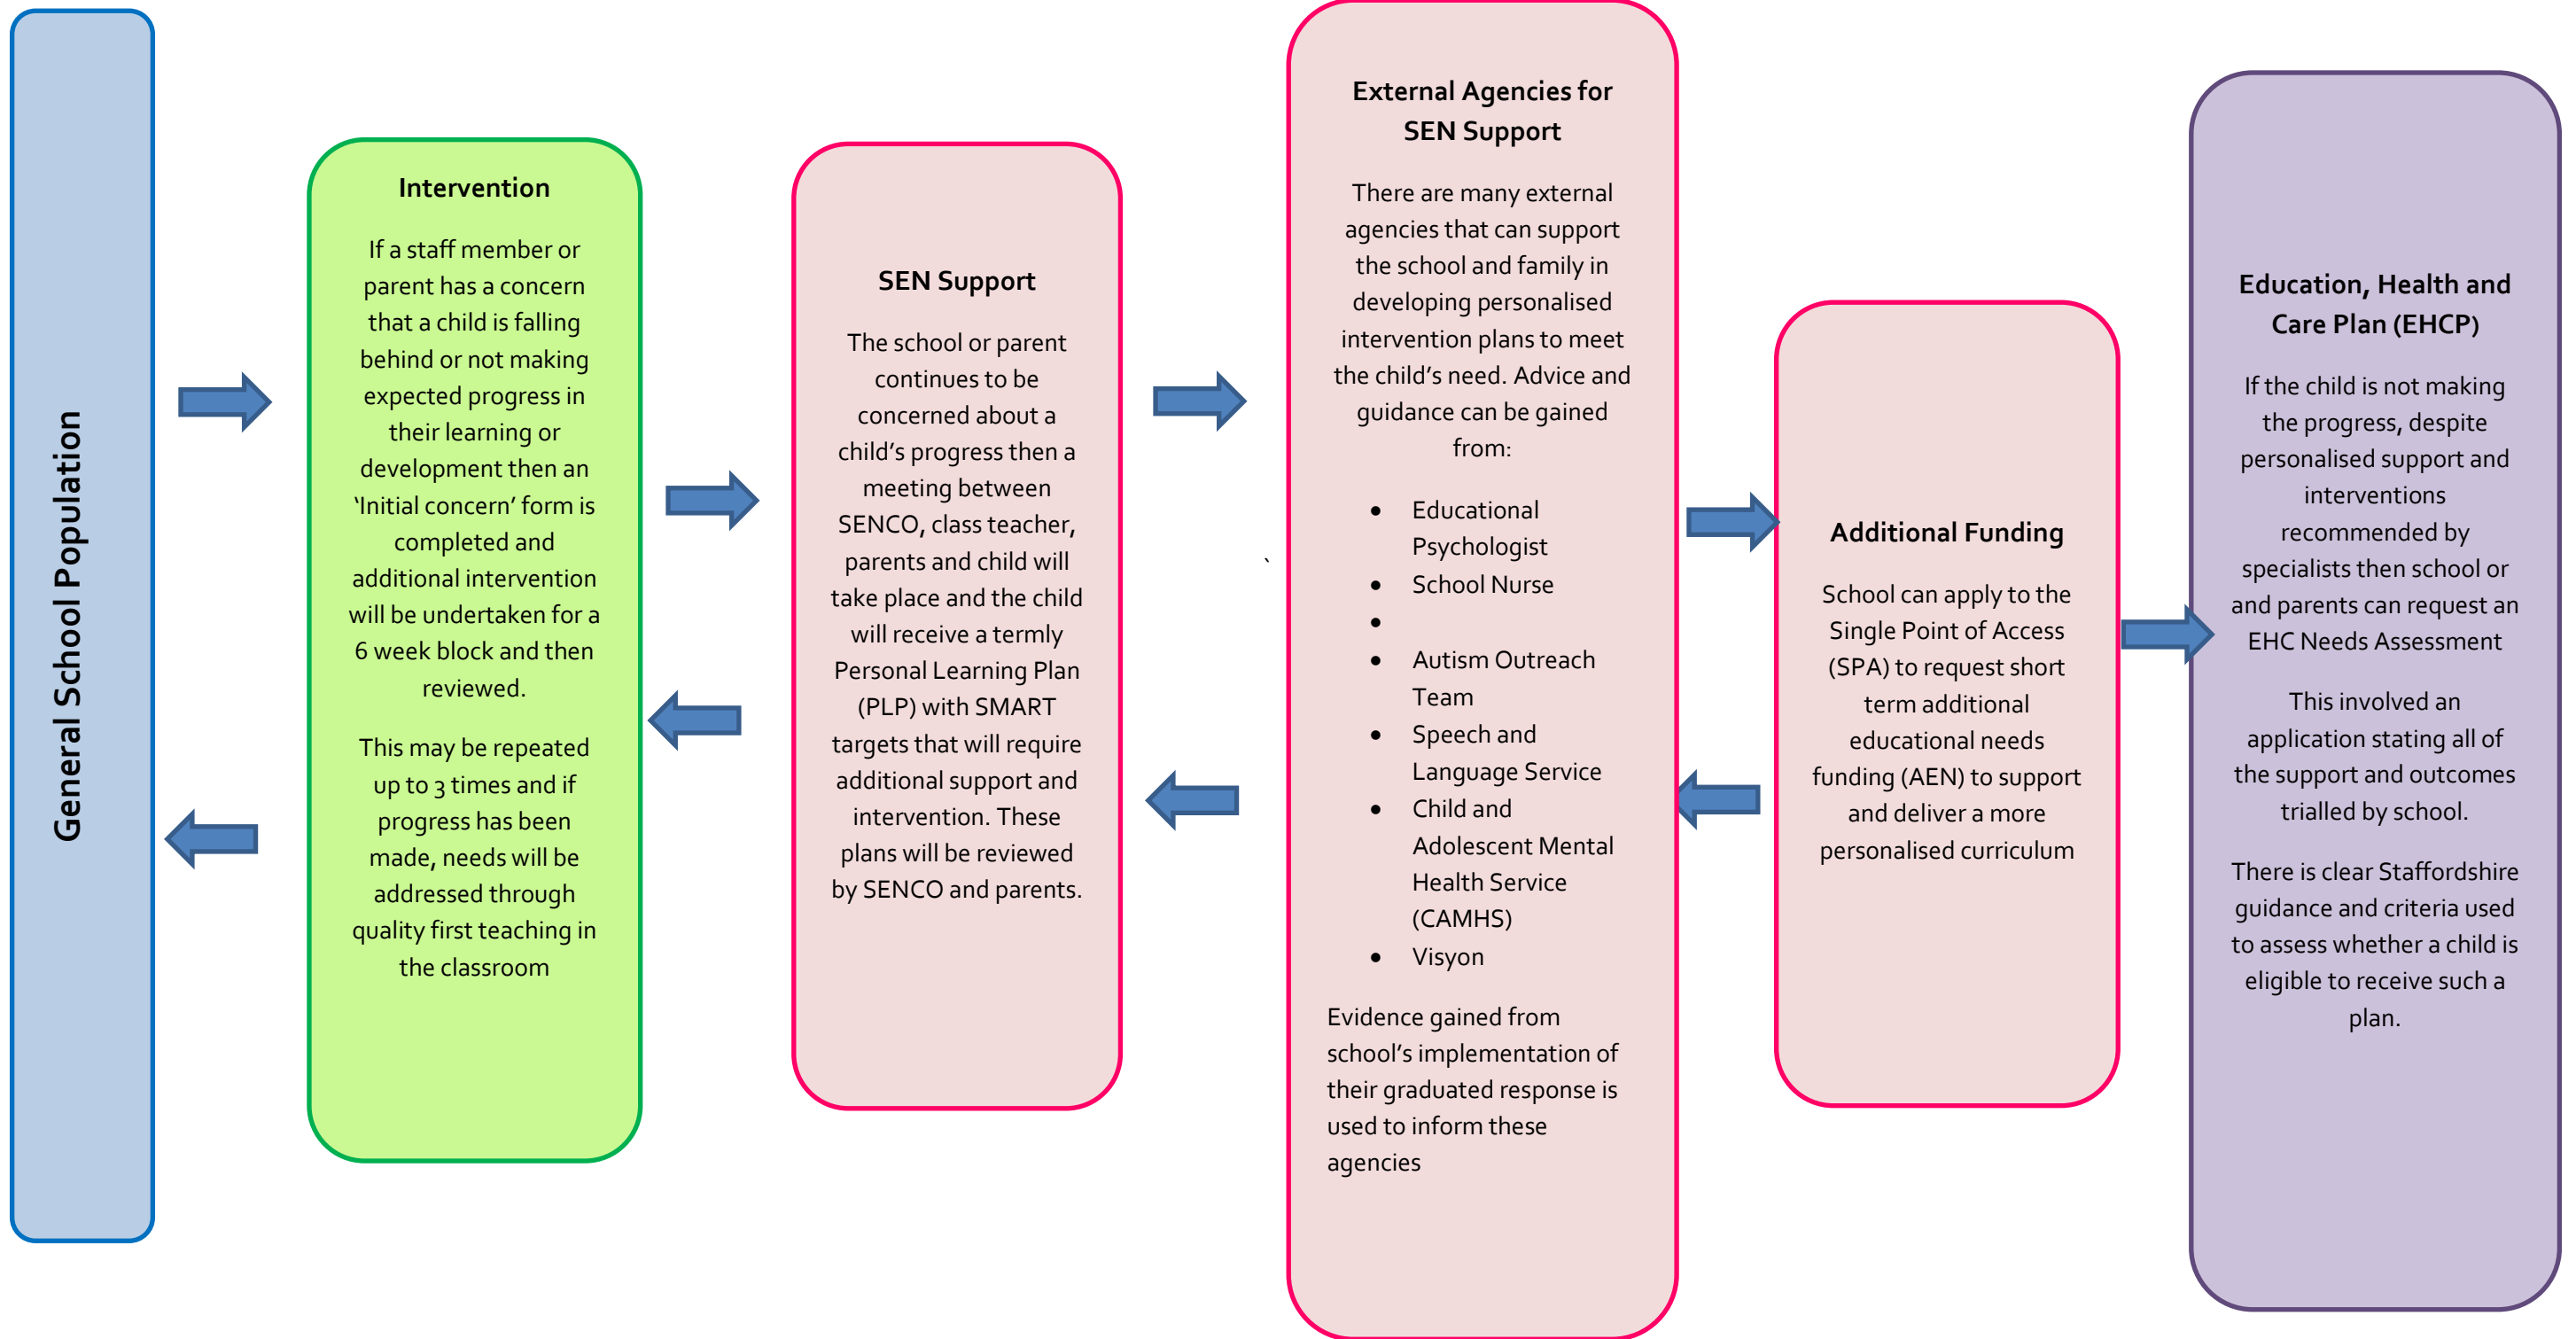 General School Population
Intervention
If a staff member or
parent has a concern
that a child is falling
behind or not making
expected progress in
their learning or
development then an
‘Initial concern’ form is
completed and
additional intervention
will be undertaken for a
6 week block and then
reviewed.
This may be repeated
up to 3 times and if
progress has been
made, needs will be
addressed through
quality first teaching in
the classroom
SEN Support
The school or parent
continues to be
concerned about a
child’s progress then a
meeting between
SENCO, class teacher,
parents and child will
take place and the child
will receive a termly
Personal Learning Plan
(PLP) with SMART
targets that will require
additional support and
intervention. These
plans will be reviewed
by SENCO and parents.
`
External Agencies for
SEN Support
There are many external
agencies that can support
the school and family in
developing personalised
intervention plans to meet
the child’s need. Advice and
guidance can be gained
from:
• Educational
Psychologist
• School Nurse
•
• Autism Outreach
Team
• Speech and
Language Service
• Child and
Adolescent Mental
Health Service
(CAMHS)
• Visyon
Evidence gained from
school’s implementation of
their graduated response is
used to inform these
agencies
Additional Funding
School can apply to the
Single Point of Access
(SPA) to request short
term additional
educational needs
funding (AEN) to support
and deliver a more
personalised curriculum
Education, Health and
Care Plan (EHCP)
If the child is not making
the progress, despite
personalised support and
interventions
recommended by
specialists then school or
and parents can request an
EHC Needs Assessment
This involved an
application stating all of
the support and outcomes
trialled by school.
There is clear Staffordshire
guidance and criteria used
to assess whether a child is
eligible to receive such a
plan.